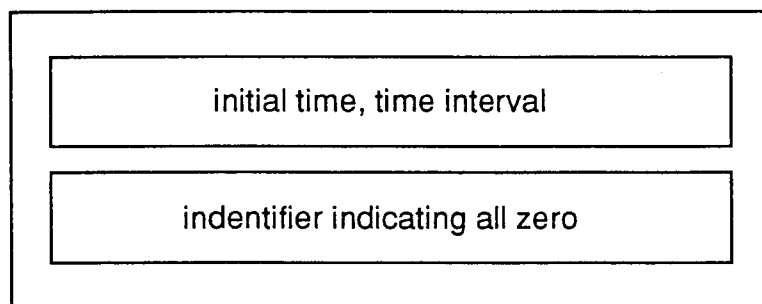 initial time, time interval
indentifier indicating all zero